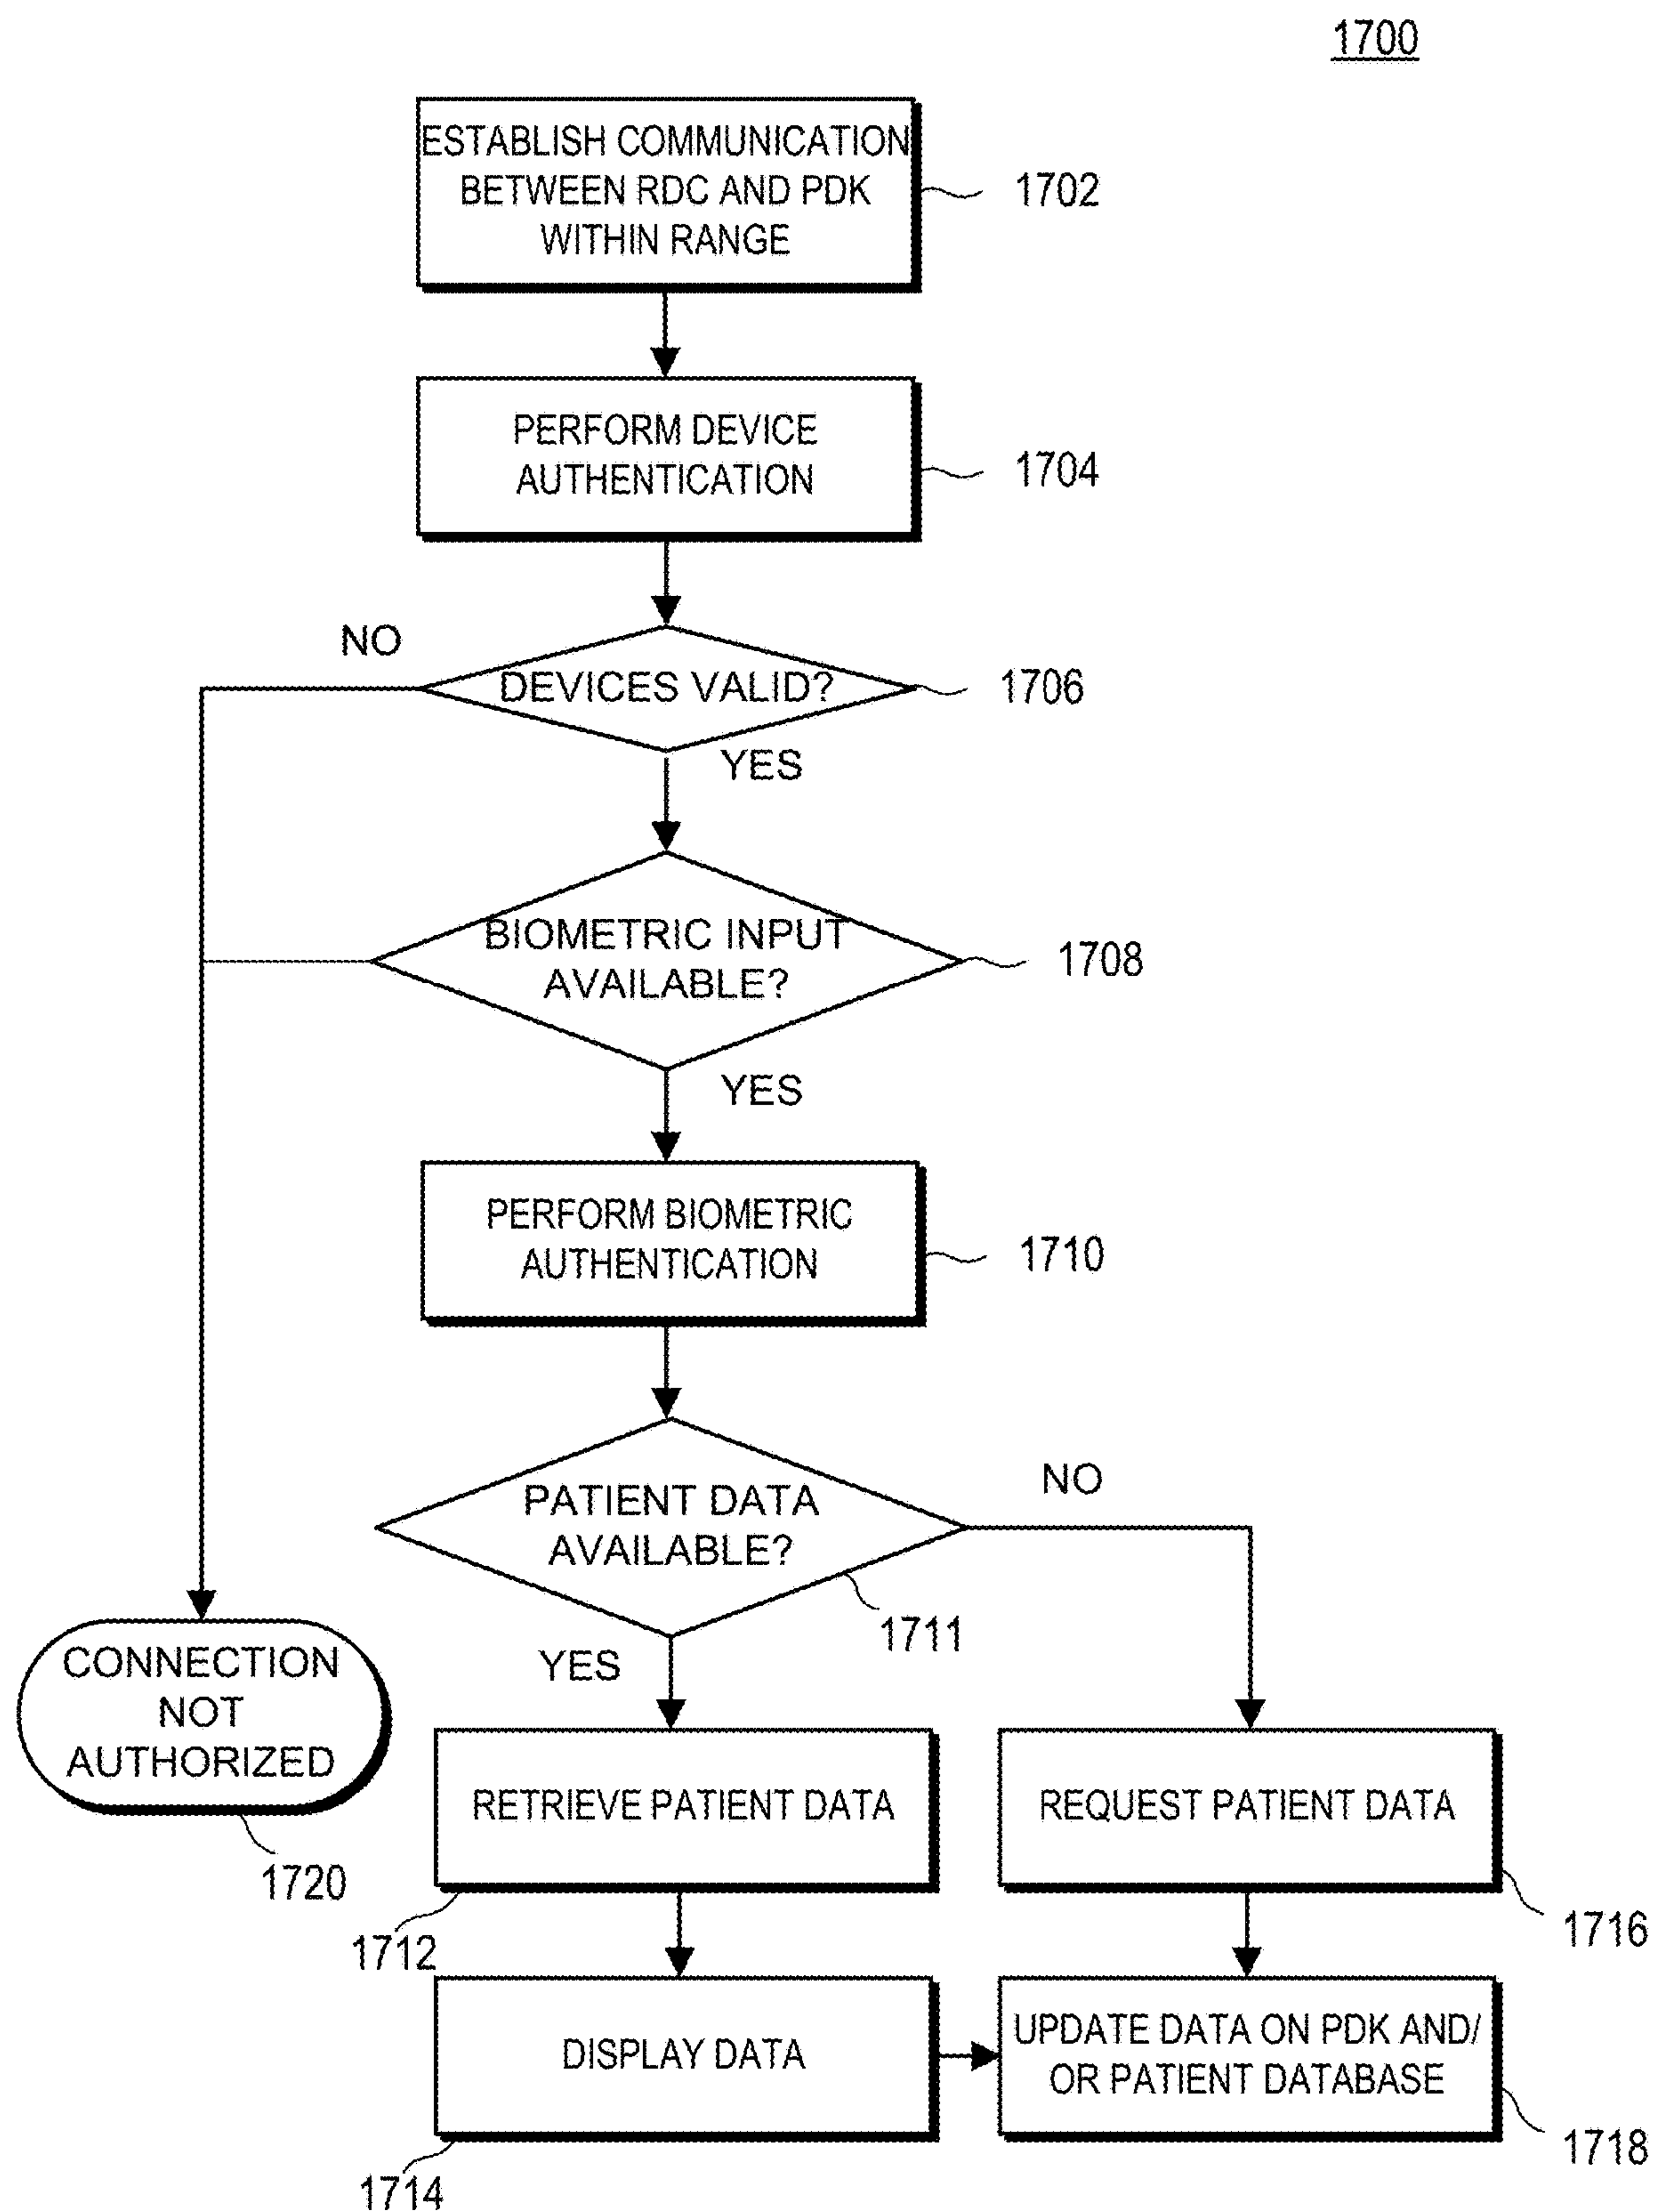 1700
ESTABLISH COMMUNICATION
BETWEEN RDC AND PDK
WITHIN RANGE
1702
PERFORM DEVICE
AUTHENTICATION
1704
NO
DEVICES VALID?
1706
YES
BIOMETRIC INPUT
AVAILABLE?
1708
YES
PERFORM BIOMETRIC
AUTHENTICATION
1710
PATIENT DATA
AVAILABLE?
NO
1711
YES
CONNECTION
NOT
AUTHORIZED
1720
RETRIEVE PATIENT DATA
1712
REQUEST PATIENT DATA
1716
DISPLAY DATA
1714
UPDATE DATA ON PDK AND/
OR PATIENT DATABASE
1718